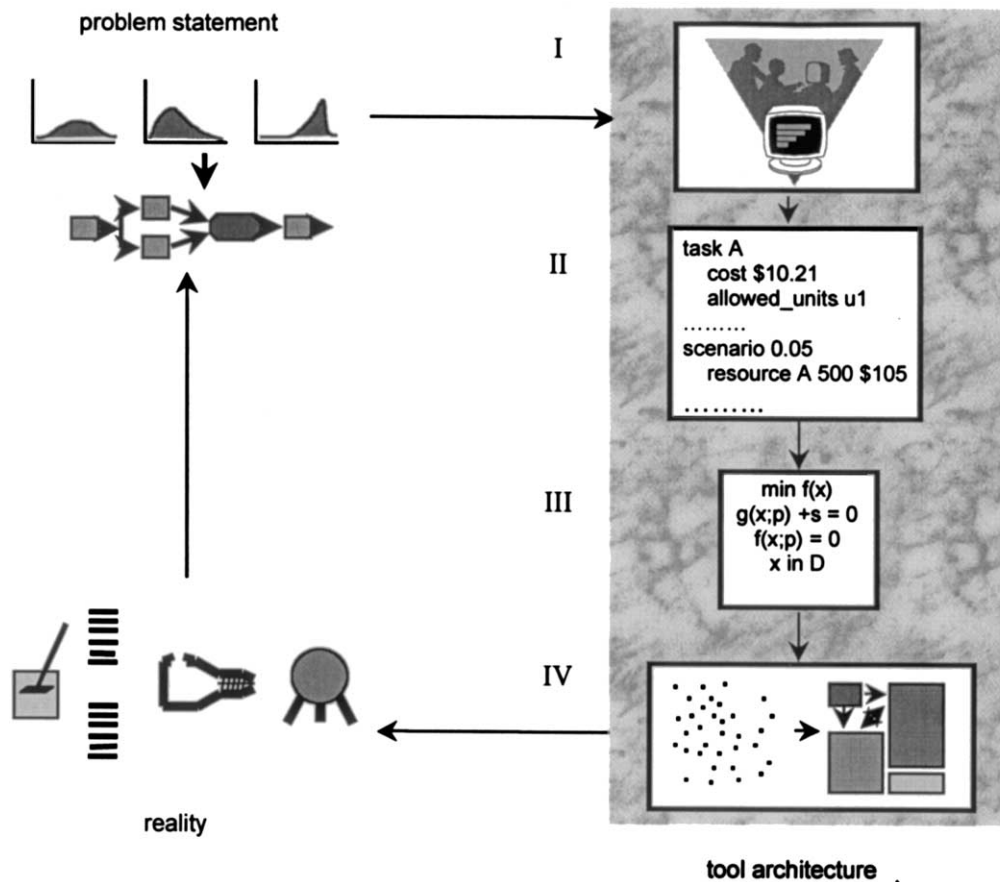 problem statement
I
II
task A
cost $10.21
allowed_units u1
.........
scenario 0.05
resource A 500 $105
.........
III
min f(x)
g(x;p) +s = 0
f(x;p) = 0
x in D
IV
reality
tool architecture